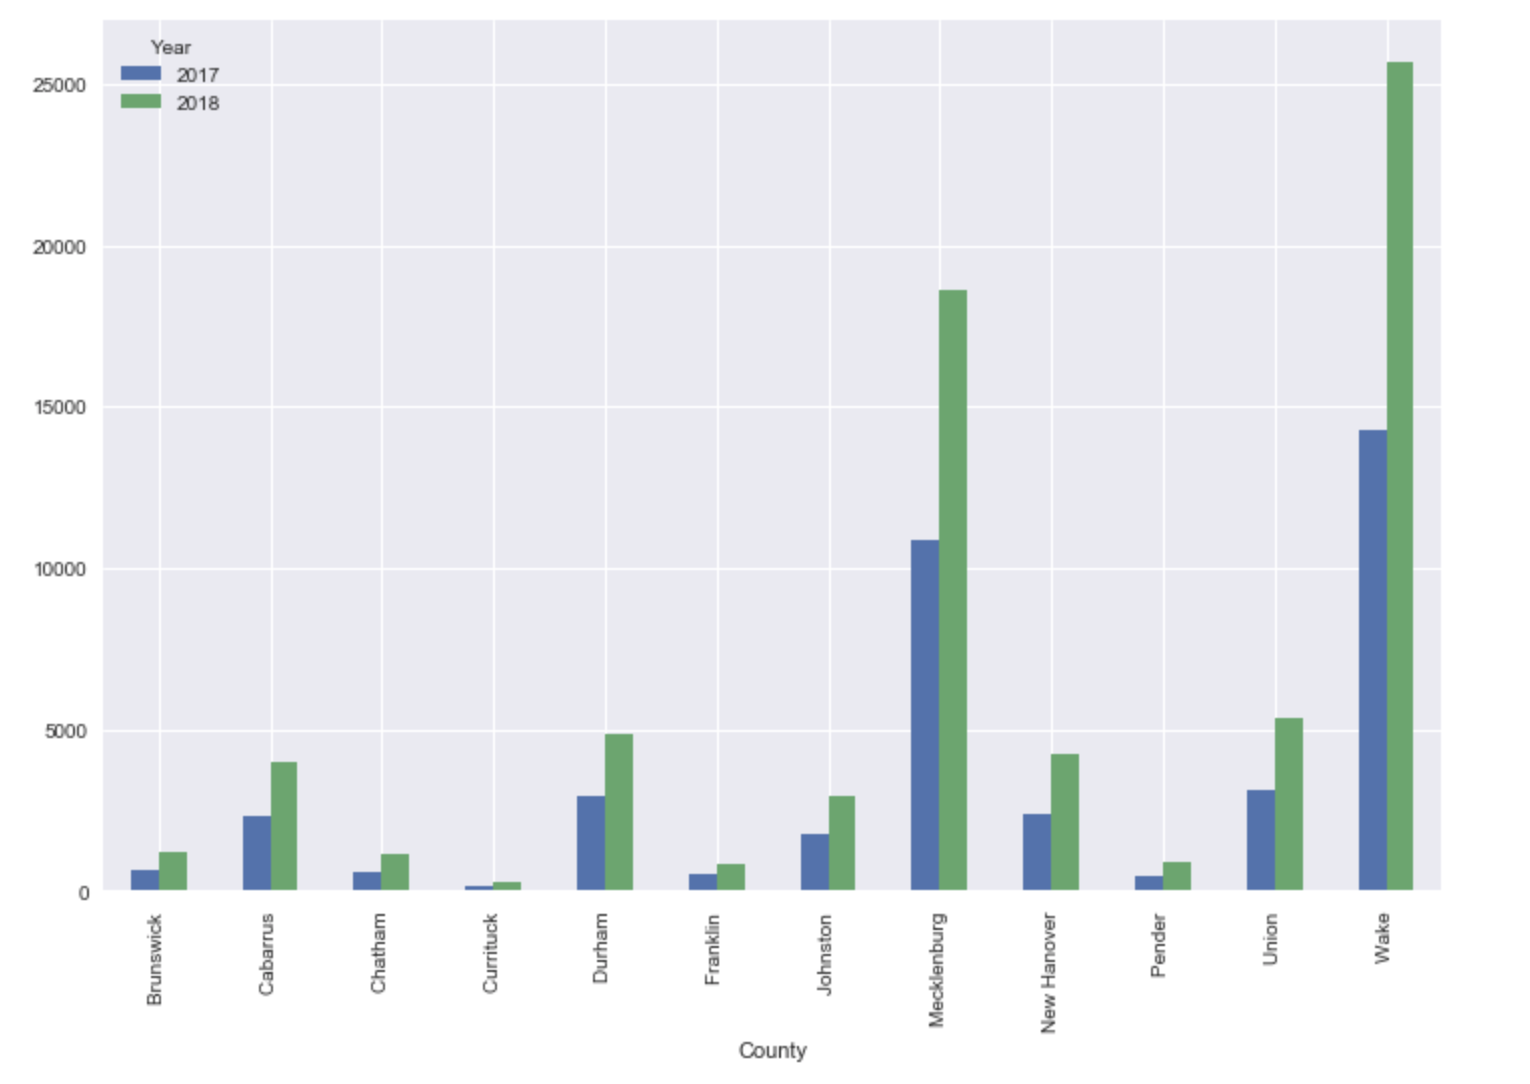 Year
2017
2018
25000
20000
15000
10000
5000
0
Brunswick
Cabarrus
Chatham
Currituck
Durham
Franklin
Johnston
Mecklenburg
New Hanover
Pender
Union
Wake
County